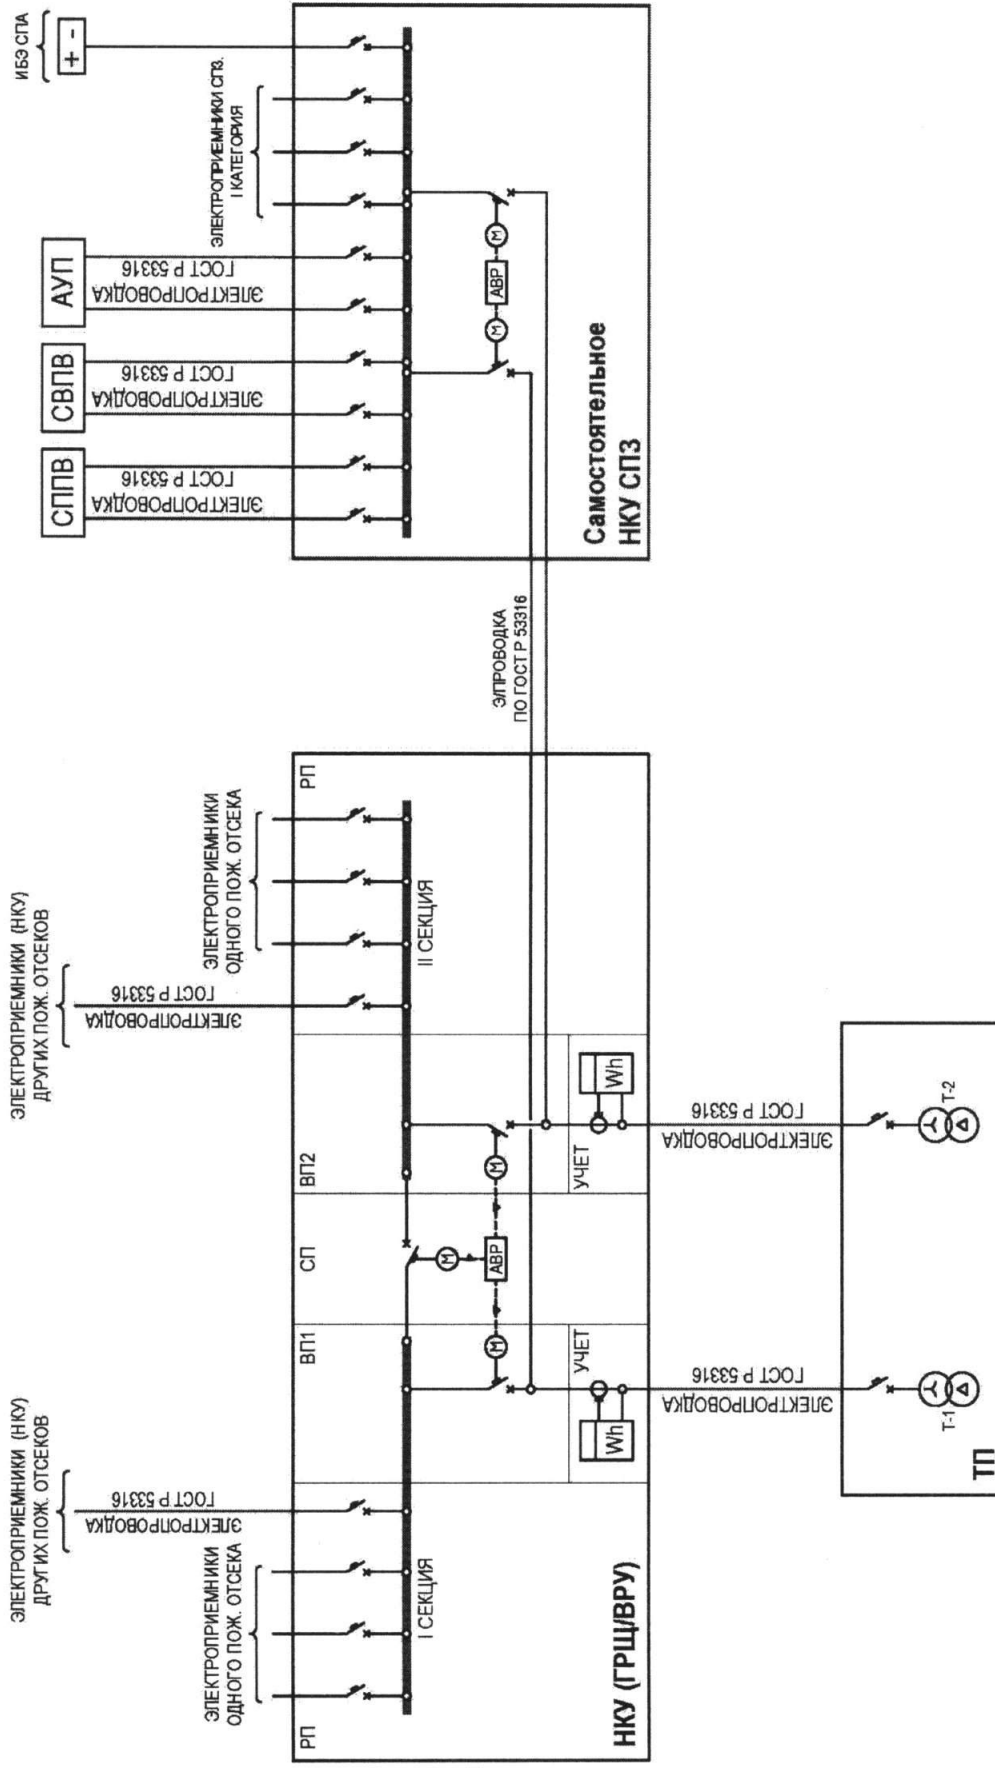 ЭЛЕКТРОПРИЕМНИКИ (НКУ)
ДРУГИХ ПОЖ. ОТСЕКОВ
ЭЛЕКТРОПРИЕМНИКИ (НКУ)
ДРУГИХ ПОЖ. ОТСЕКОВ
ИБЭ СПА
СППВ
СВПВ
АУП
+ -
ЭЛЕКТРОПРОВОДКА
ГОСТ Р 53316
ЭЛЕКТРОПРОВОДКА
ГОСТ Р 53316
ЭЛЕКТРОПРОВОДКА
ГОСТ Р 53316
ЭЛЕКТРОПРОВОДКА
ГОСТ Р 53316
ЭЛЕКТРОПРОВОДКА
ГОСТ Р 53316
ЭЛЕКТРОПРИЕМНИКИ
ОДНОГО ПОЖ. ОТСЕКА
ЭЛЕКТРОПРИЕМНИКИ
ОДНОГО ПОЖ. ОТСЕКА
ЭЛЕКТРОПРИЕМНИКИ СПЗ.
I КАТЕГОРИЯ
РП
ВП1
СП
ВП2
РП
I СЕКЦИЯ
II СЕКЦИЯ
М
М
АВР
М
М
АВР
М
Э/ПРОВОДКА
ПО ГОСТ Р 53316
УЧЕТ
УЧЕТ
Wh
Wh
НКУ (ГРЩ/ВРУ)
Самостоятельное
НКУ СПЗ
ЭЛЕКТРОПРОВОДКА
ГОСТ Р 53316
ЭЛЕКТРОПРОВОДКА
ГОСТ Р 53316
Т-1
Т-2
ТП